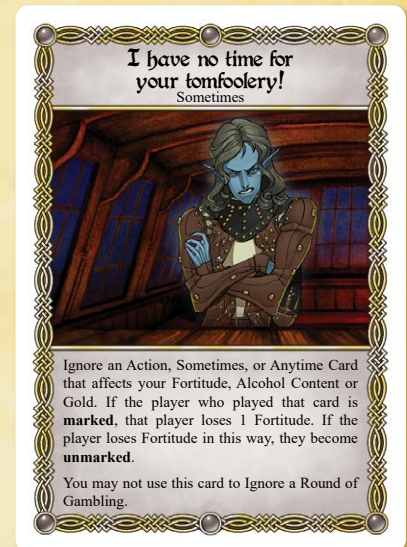 I have no time for
your tomfoolery!
Sometimes
Ignore an Action, Sometimes, or Anytime Card
that affects your Fortitude, Alcohol Content or
Gold. If the player who played that card is
marked, that player loses 1 Fortitude. If the
player loses Fortitude in this way, they become
unmarked.
You may not use this card to Ignore a Round of
Gambling.